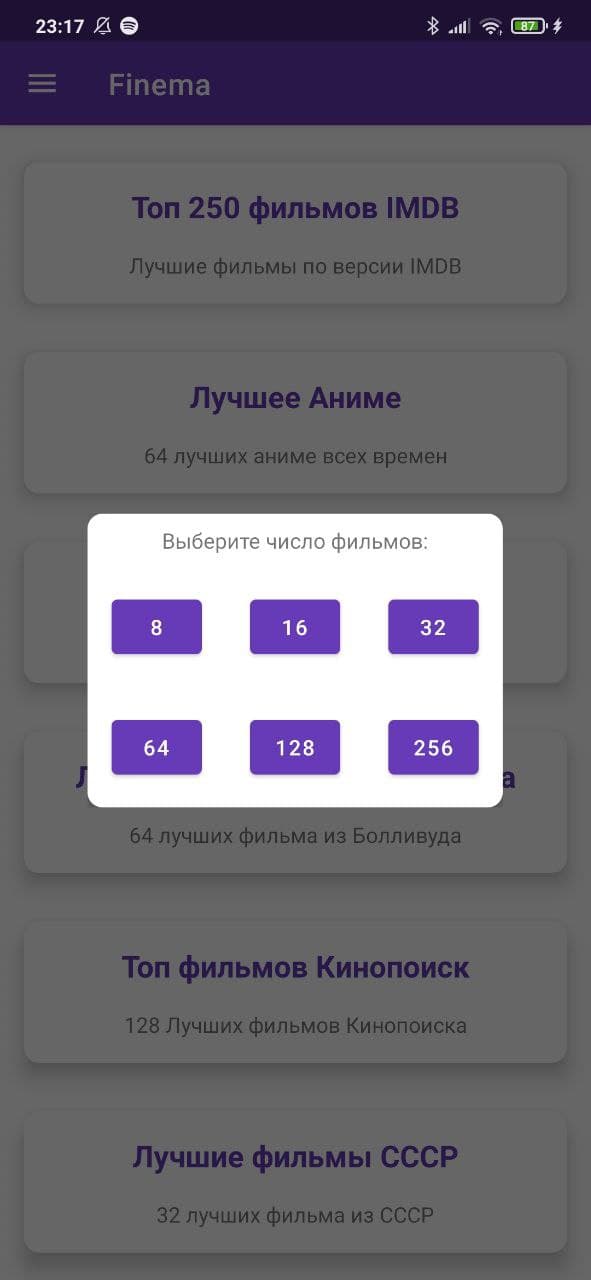 23:17
87
Finema
Топ 250 фильмов IMDB
Лучшие фильмы по версии IMDB
Лучшее Аниме
64 лучших аниме всех времен
Выберите число фильмов:
8 16 32
64 128 256
64 лучших фильма из Болливуда
Топ фильмов Кинопоиск
128 Лучших фильмов Кинопоиска
Лучшие фильмы СССР
32 лучших фильма из СССР